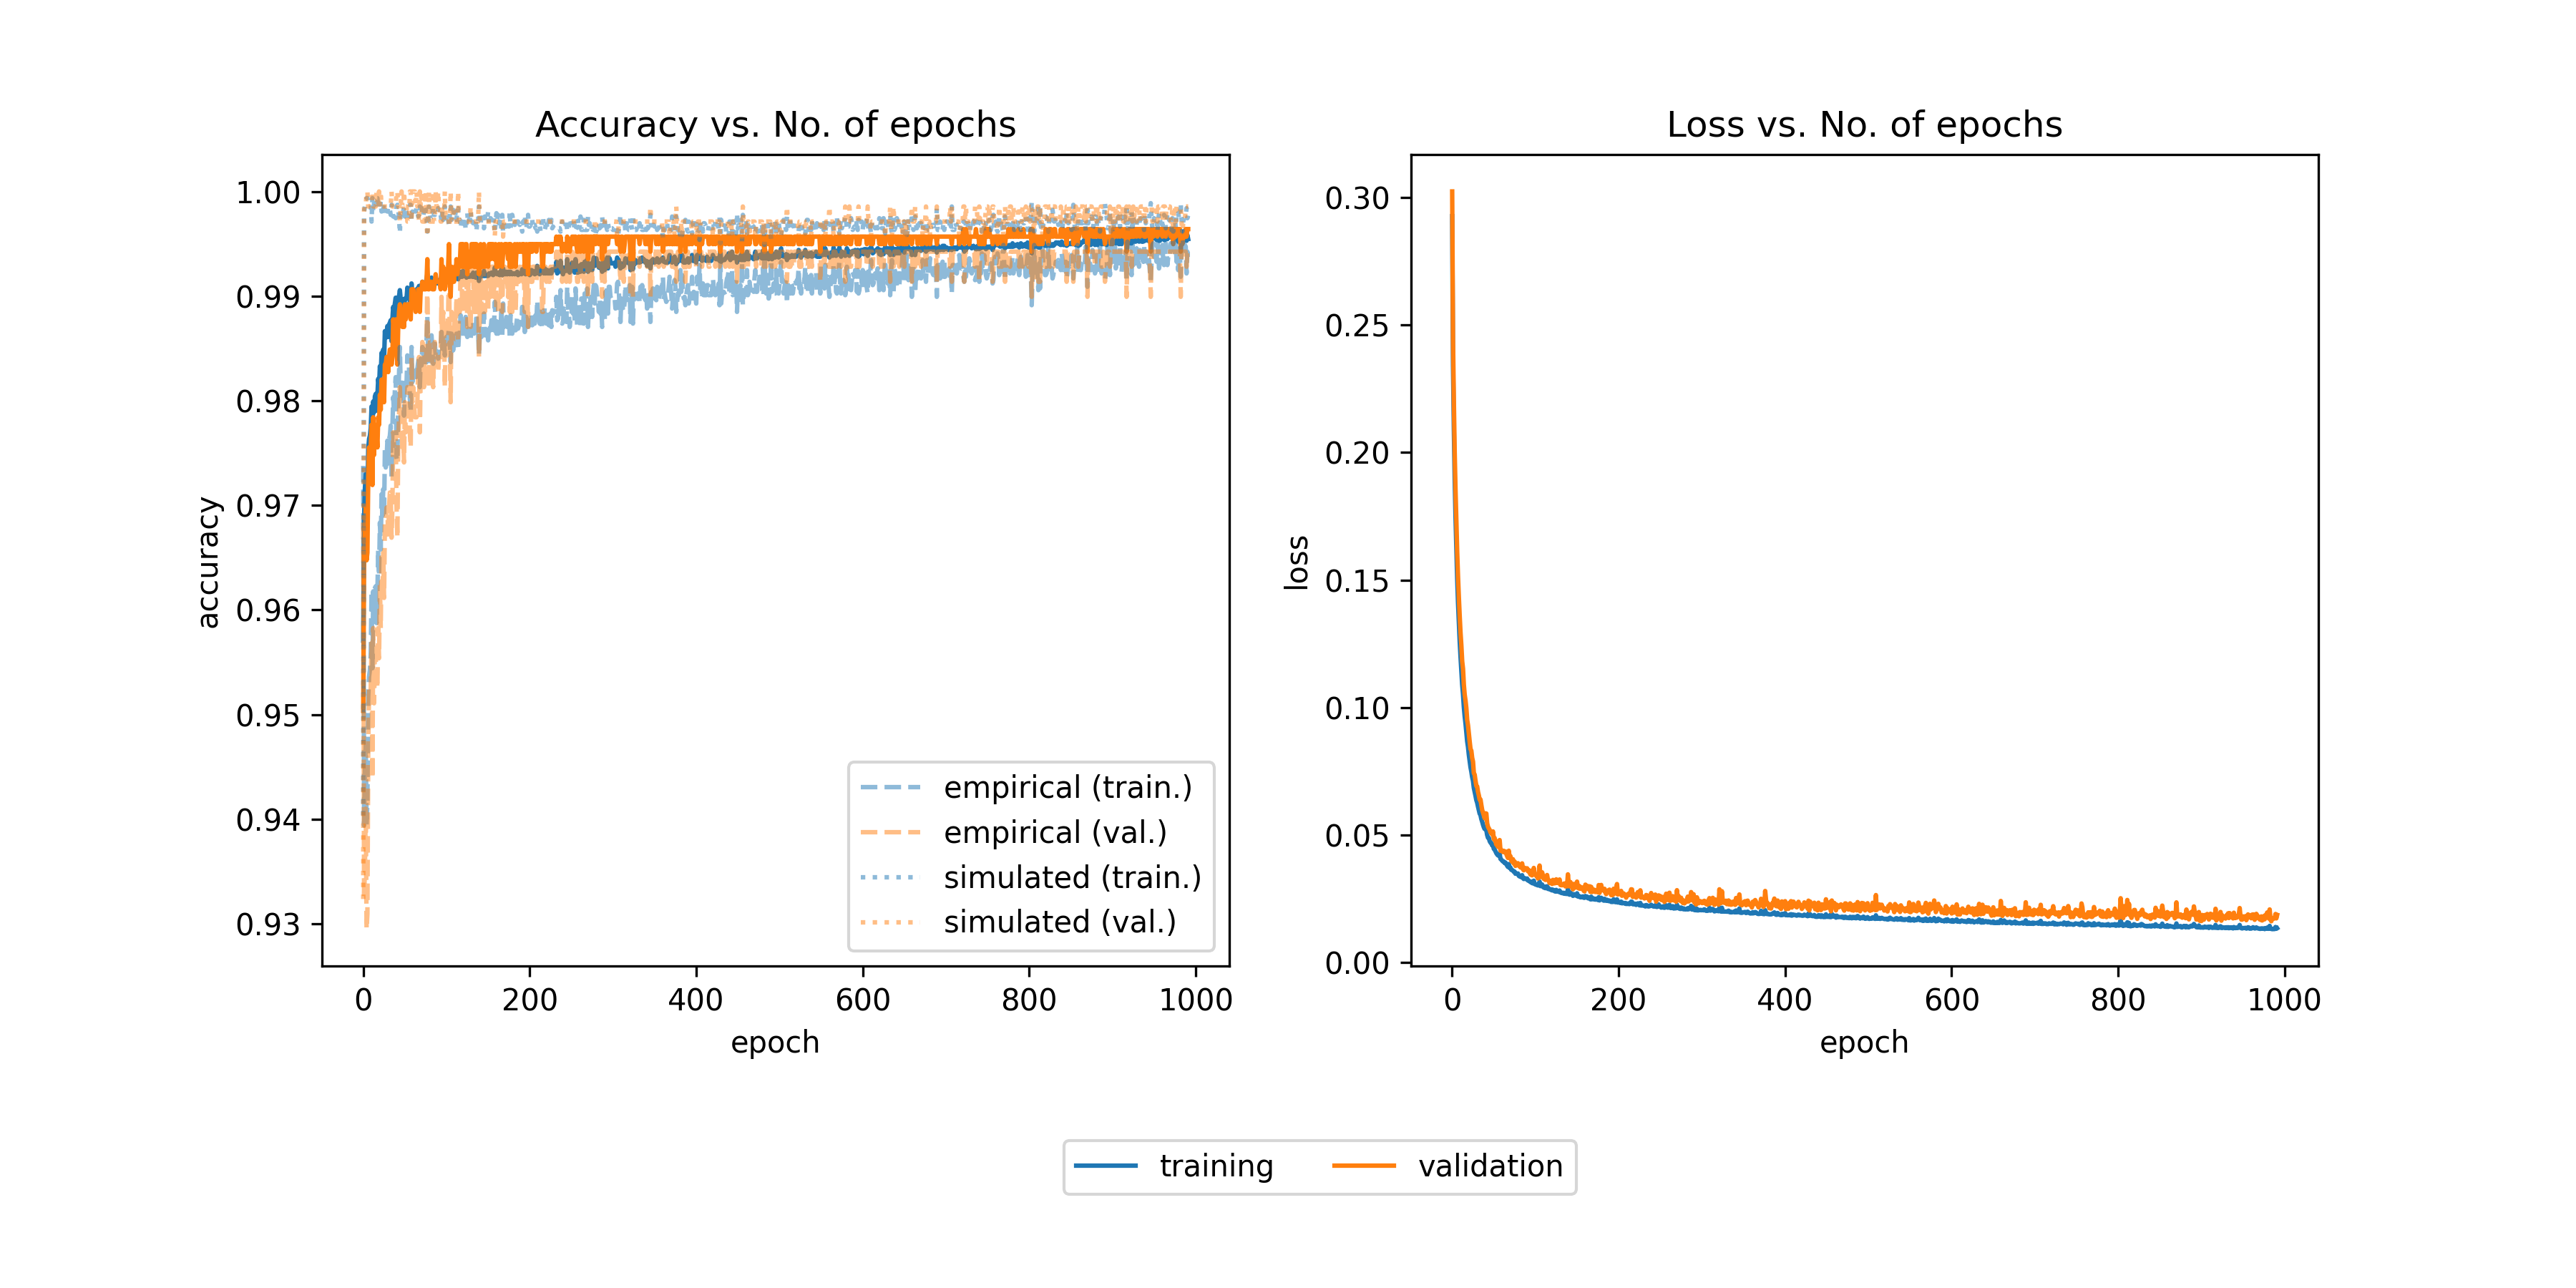 Accuracy vs. No. of epochs
accuracy
1.00
0.99
0.98
0.97
0.96
0.95
0.94
0.93
0 200 400 600 800 1000
epoch
empirical (train.)
empirical (val.)
simulated (train.)
simulated (val.)
Loss vs. No. of epochs
loss
0.30
0.25
0.20
0.15
0.10
0.05
0.00
0 200 400 600 800 1000
epoch
training validation